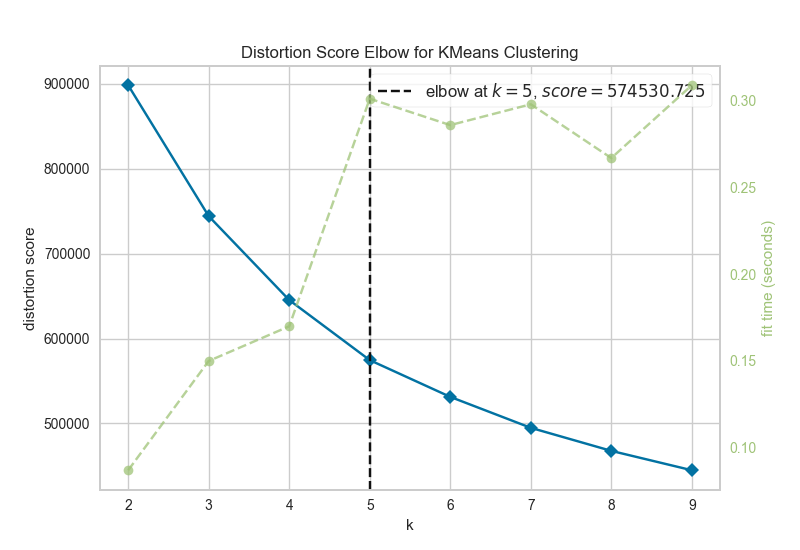 Distortion Score Elbow for KMeans Clustering
elbow at k = 5, score = 574530.725
distortion score
900000
800000
700000
600000
500000
fit time (seconds)
0.30
0.25
0.20
0.15
0.10
2 3 4 5 6 7 8 9
k